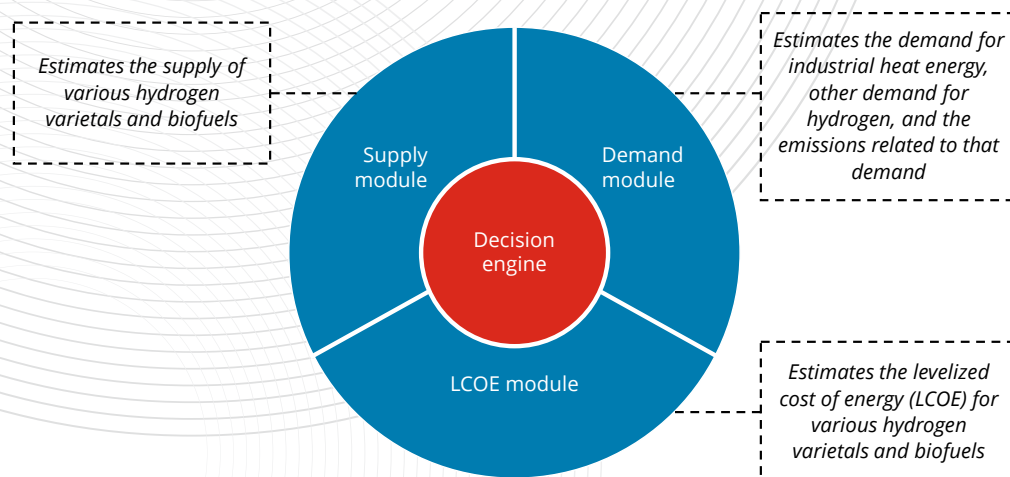 Estimates the supply of
various hydrogen
varietals and biofuels
Estimates the demand for
industrial heat energy,
other demand for
hydrogen, and the
emissions related to that
demand
Supply
module
Demand
module
Decision
engine
LCOE module
Estimates the levelized
cost of energy (LCOE) for
various hydrogen
varietals and biofuels